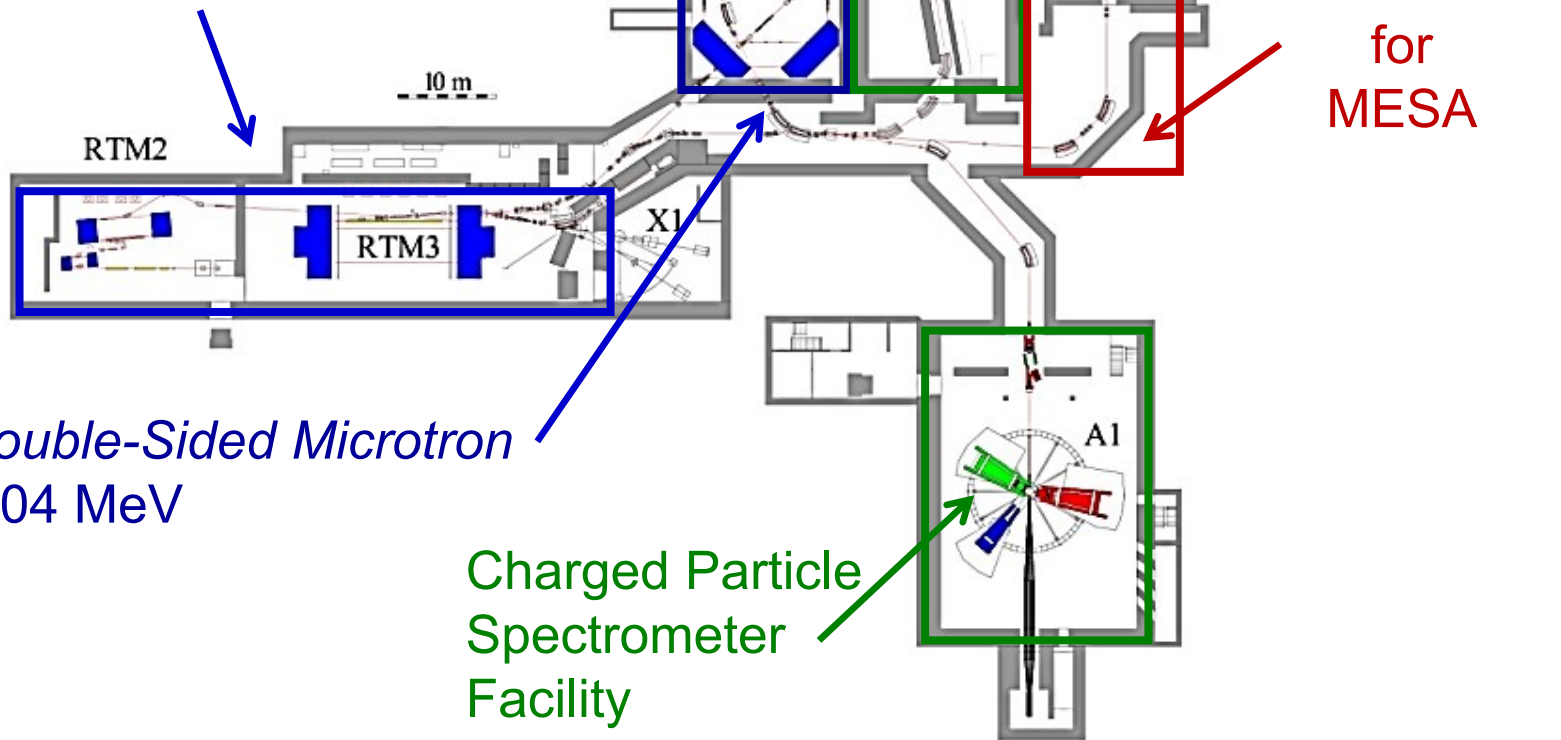 for
MESA
10 m
RTM2
X1
RTM3
ouble-Sided Microtron
04 MeV
A1
Charged Particle
Spectrometer
Facility